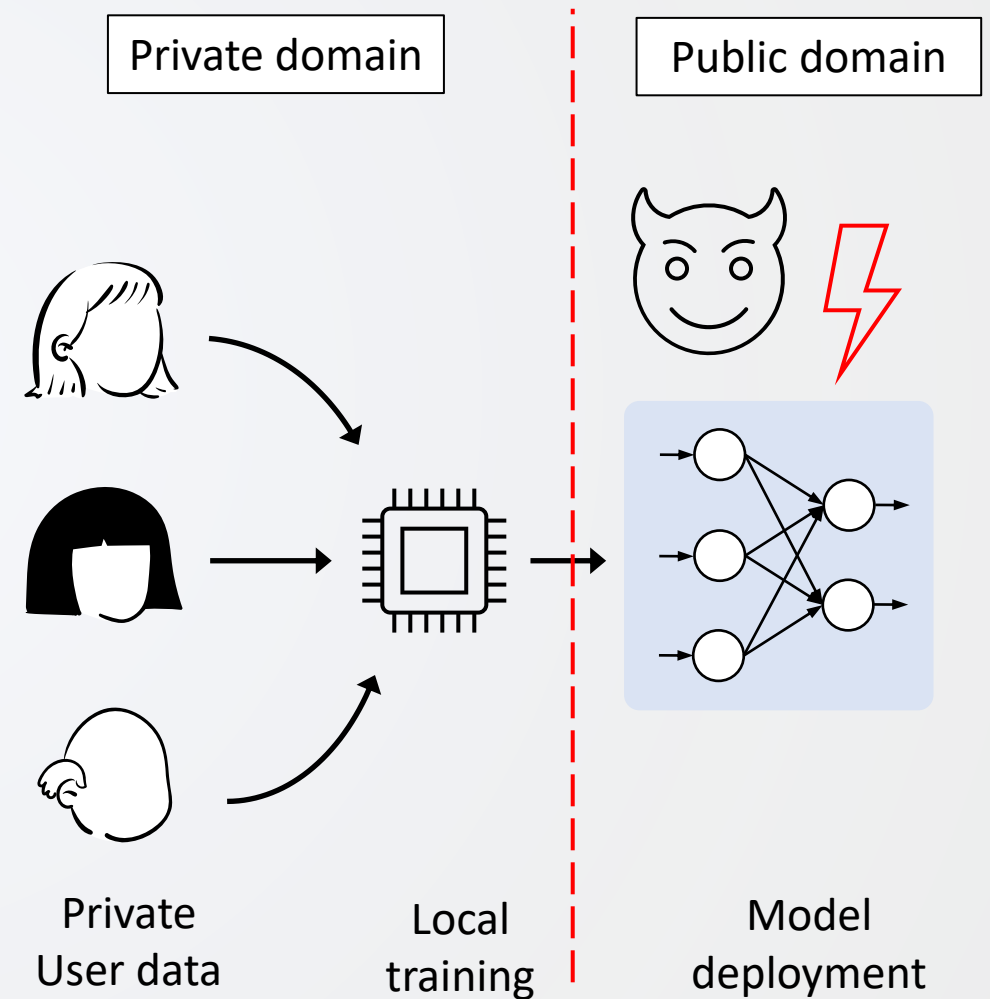 Private domain
Public domain
Private
User data
Local
training
Model
deployment